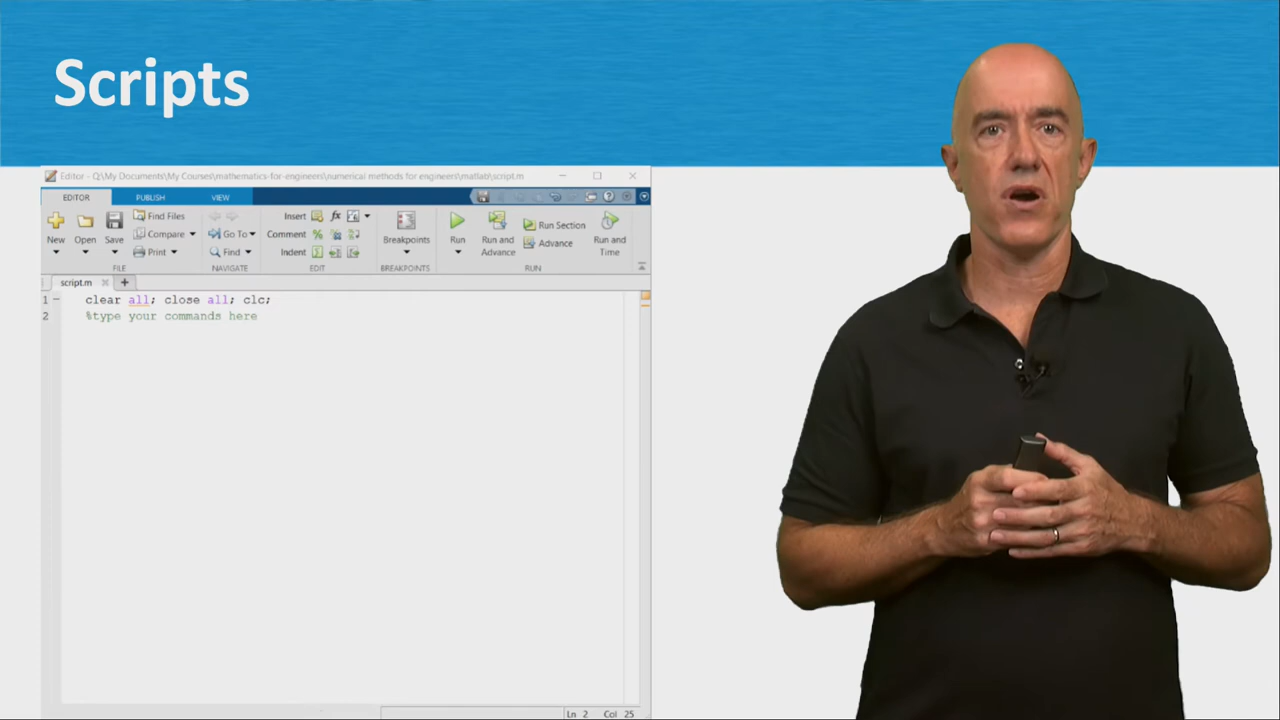 Scripts
Editor - Q:\My Documents\My Courses\mathematics-for-engineers\numerical methods for engineers\matlab\script.m
EDITOR PUBLISH VIEW
New
Open
Save
Find Files
Compare
Print
FILE
Go To
Find
NAVIGATE
Insert fx
Comment %
Indent
EDIT
Breakpoints
BREAKPOINTS
Run
Run and
Advance
Run Section
Advance
Run and
Time
RUN
script.m
1 clear all; close all; clc;
2 %type your commands here
Ln 2 Col 25